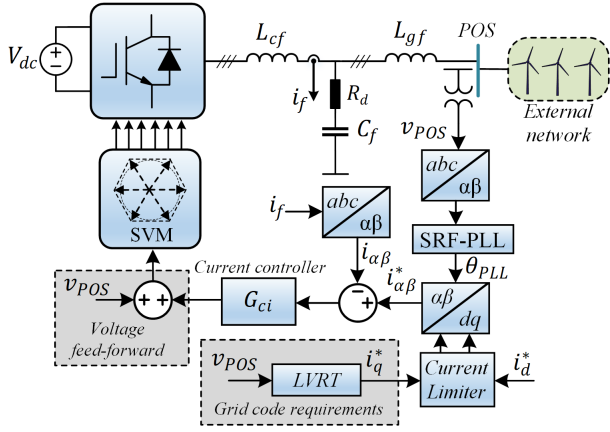 V_dc
L_cf
L_gf
POS
i_f
R_d
C_f
External
network
v_POS
SVM
abc
αβ
abc
αβ
i_f
SRF-PLL
i_αβ
θ_PLL
Current controller
i*_αβ
v_POS
+ +
G_ci
− +
αβ
dq
Voltage
feed-forward
v_POS
LVRT
i*_q
Current
Limiter
i*_d
Grid code requirements